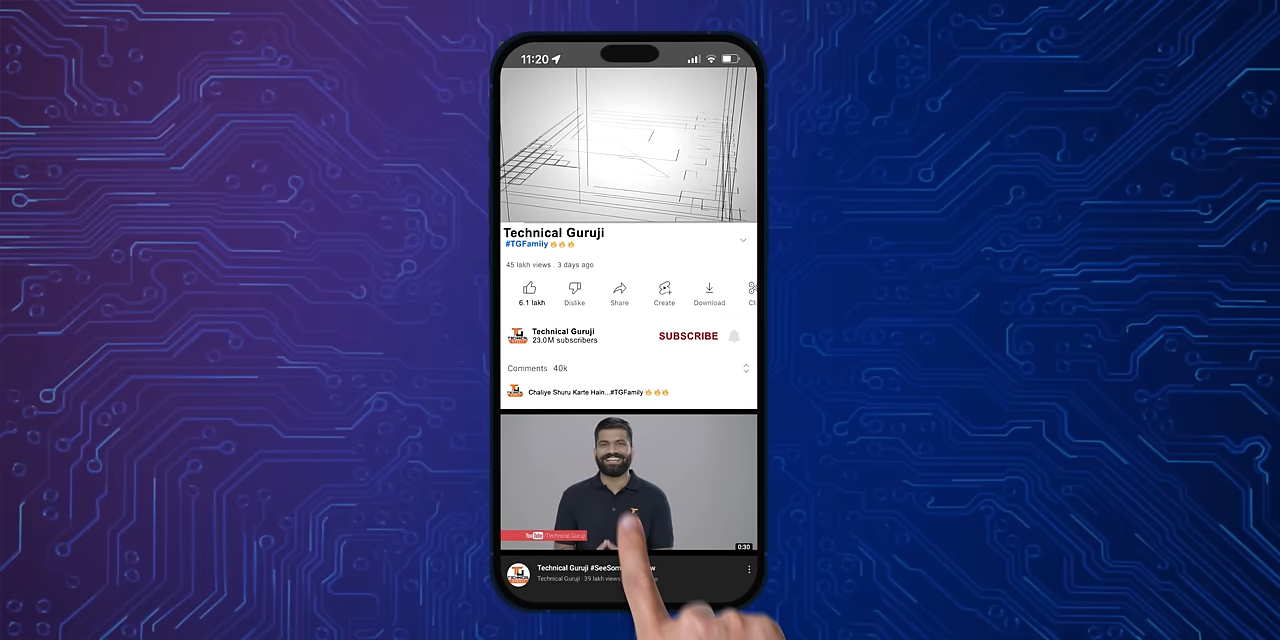 11:20
Technical Guruji
#TGFamily 🔥🔥🔥
45 lakh views . 3 days ago
6.1 lakh Dislike Share Create Download
Technical Guruji
23.0M subscribers
SUBSCRIBE
Comments 40k
Chaliye Shuru Karte Hain...#TGFamily 🔥🔥🔥
YouTube Technical Guruji
0:30
Technical Guruji
Technical Guruji · 39 lakh views